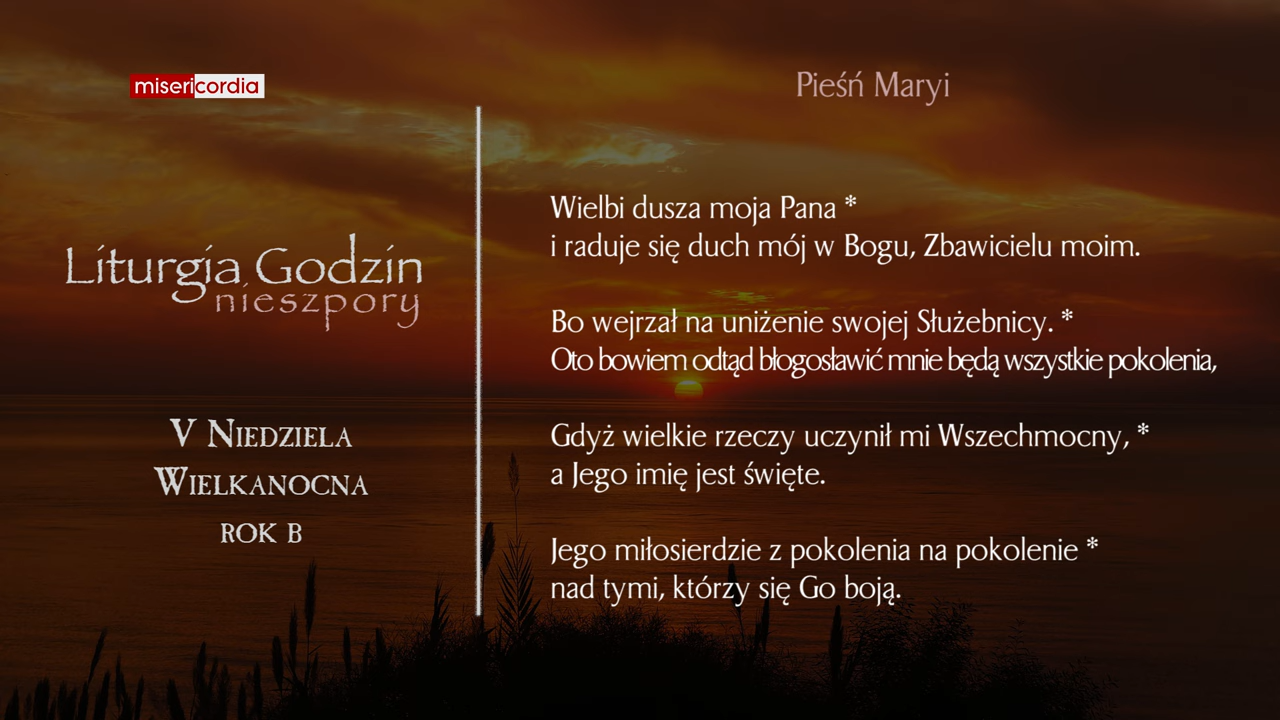 misericordia
Liturgia Godzin
nieszpory
V Niedziela
Wielkanocna
rok B
Pieśń Maryi
Wielbi dusza moja Pana *
i raduje się duch mój w Bogu, Zbawicielu moim.
Bo wejrzał na uniżenie swojej Służebnicy. *
Oto bowiem odtąd błogosławić mnie będą wszystkie pokolenia,
Gdyż wielkie rzeczy uczynił mi Wszechmocny, *
a Jego imię jest święte.
Jego miłosierdzie z pokolenia na pokolenie *
nad tymi, którzy się Go boją.